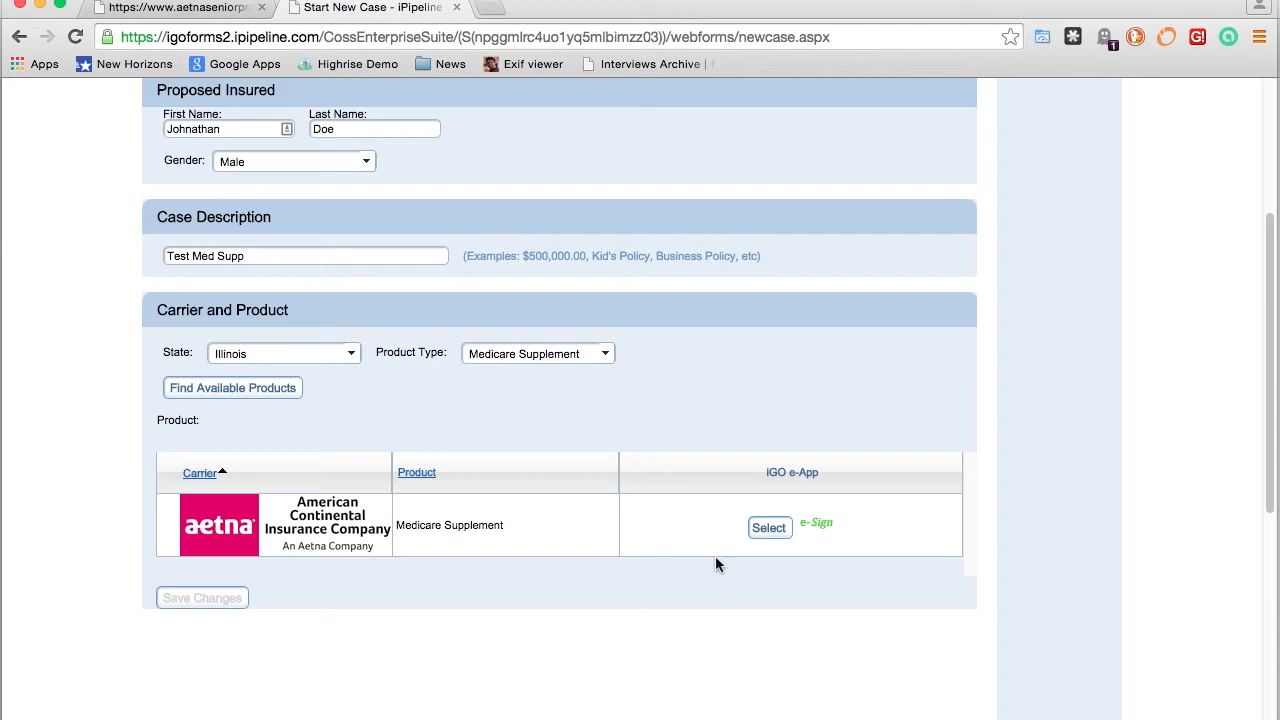 https://www.aetnaseniorpr
Start New Case - iPipeline
https://igoforms2.ipipeline.com/CossEnterpriseSuite/(S(npggmlrc4uo1yq5mlbimzz03))/webforms/newcase.aspx
1
G!
Apps New Horizons Google Apps Highrise Demo News Exif viewer Interviews Archive |
Proposed Insured
First Name: Last Name:
Johnathan Doe
Gender: Male
Case Description
Test Med Supp (Examples: $500,000.00, Kid's Policy, Business Policy, etc)
Carrier and Product
State: Illinois Product Type: Medicare Supplement
Find Available Products
Product:
Carrier Product iGO e-App
aetna American
Continental
Insurance Company
An Aetna Company
Medicare Supplement
Select e-Sign
Save Changes